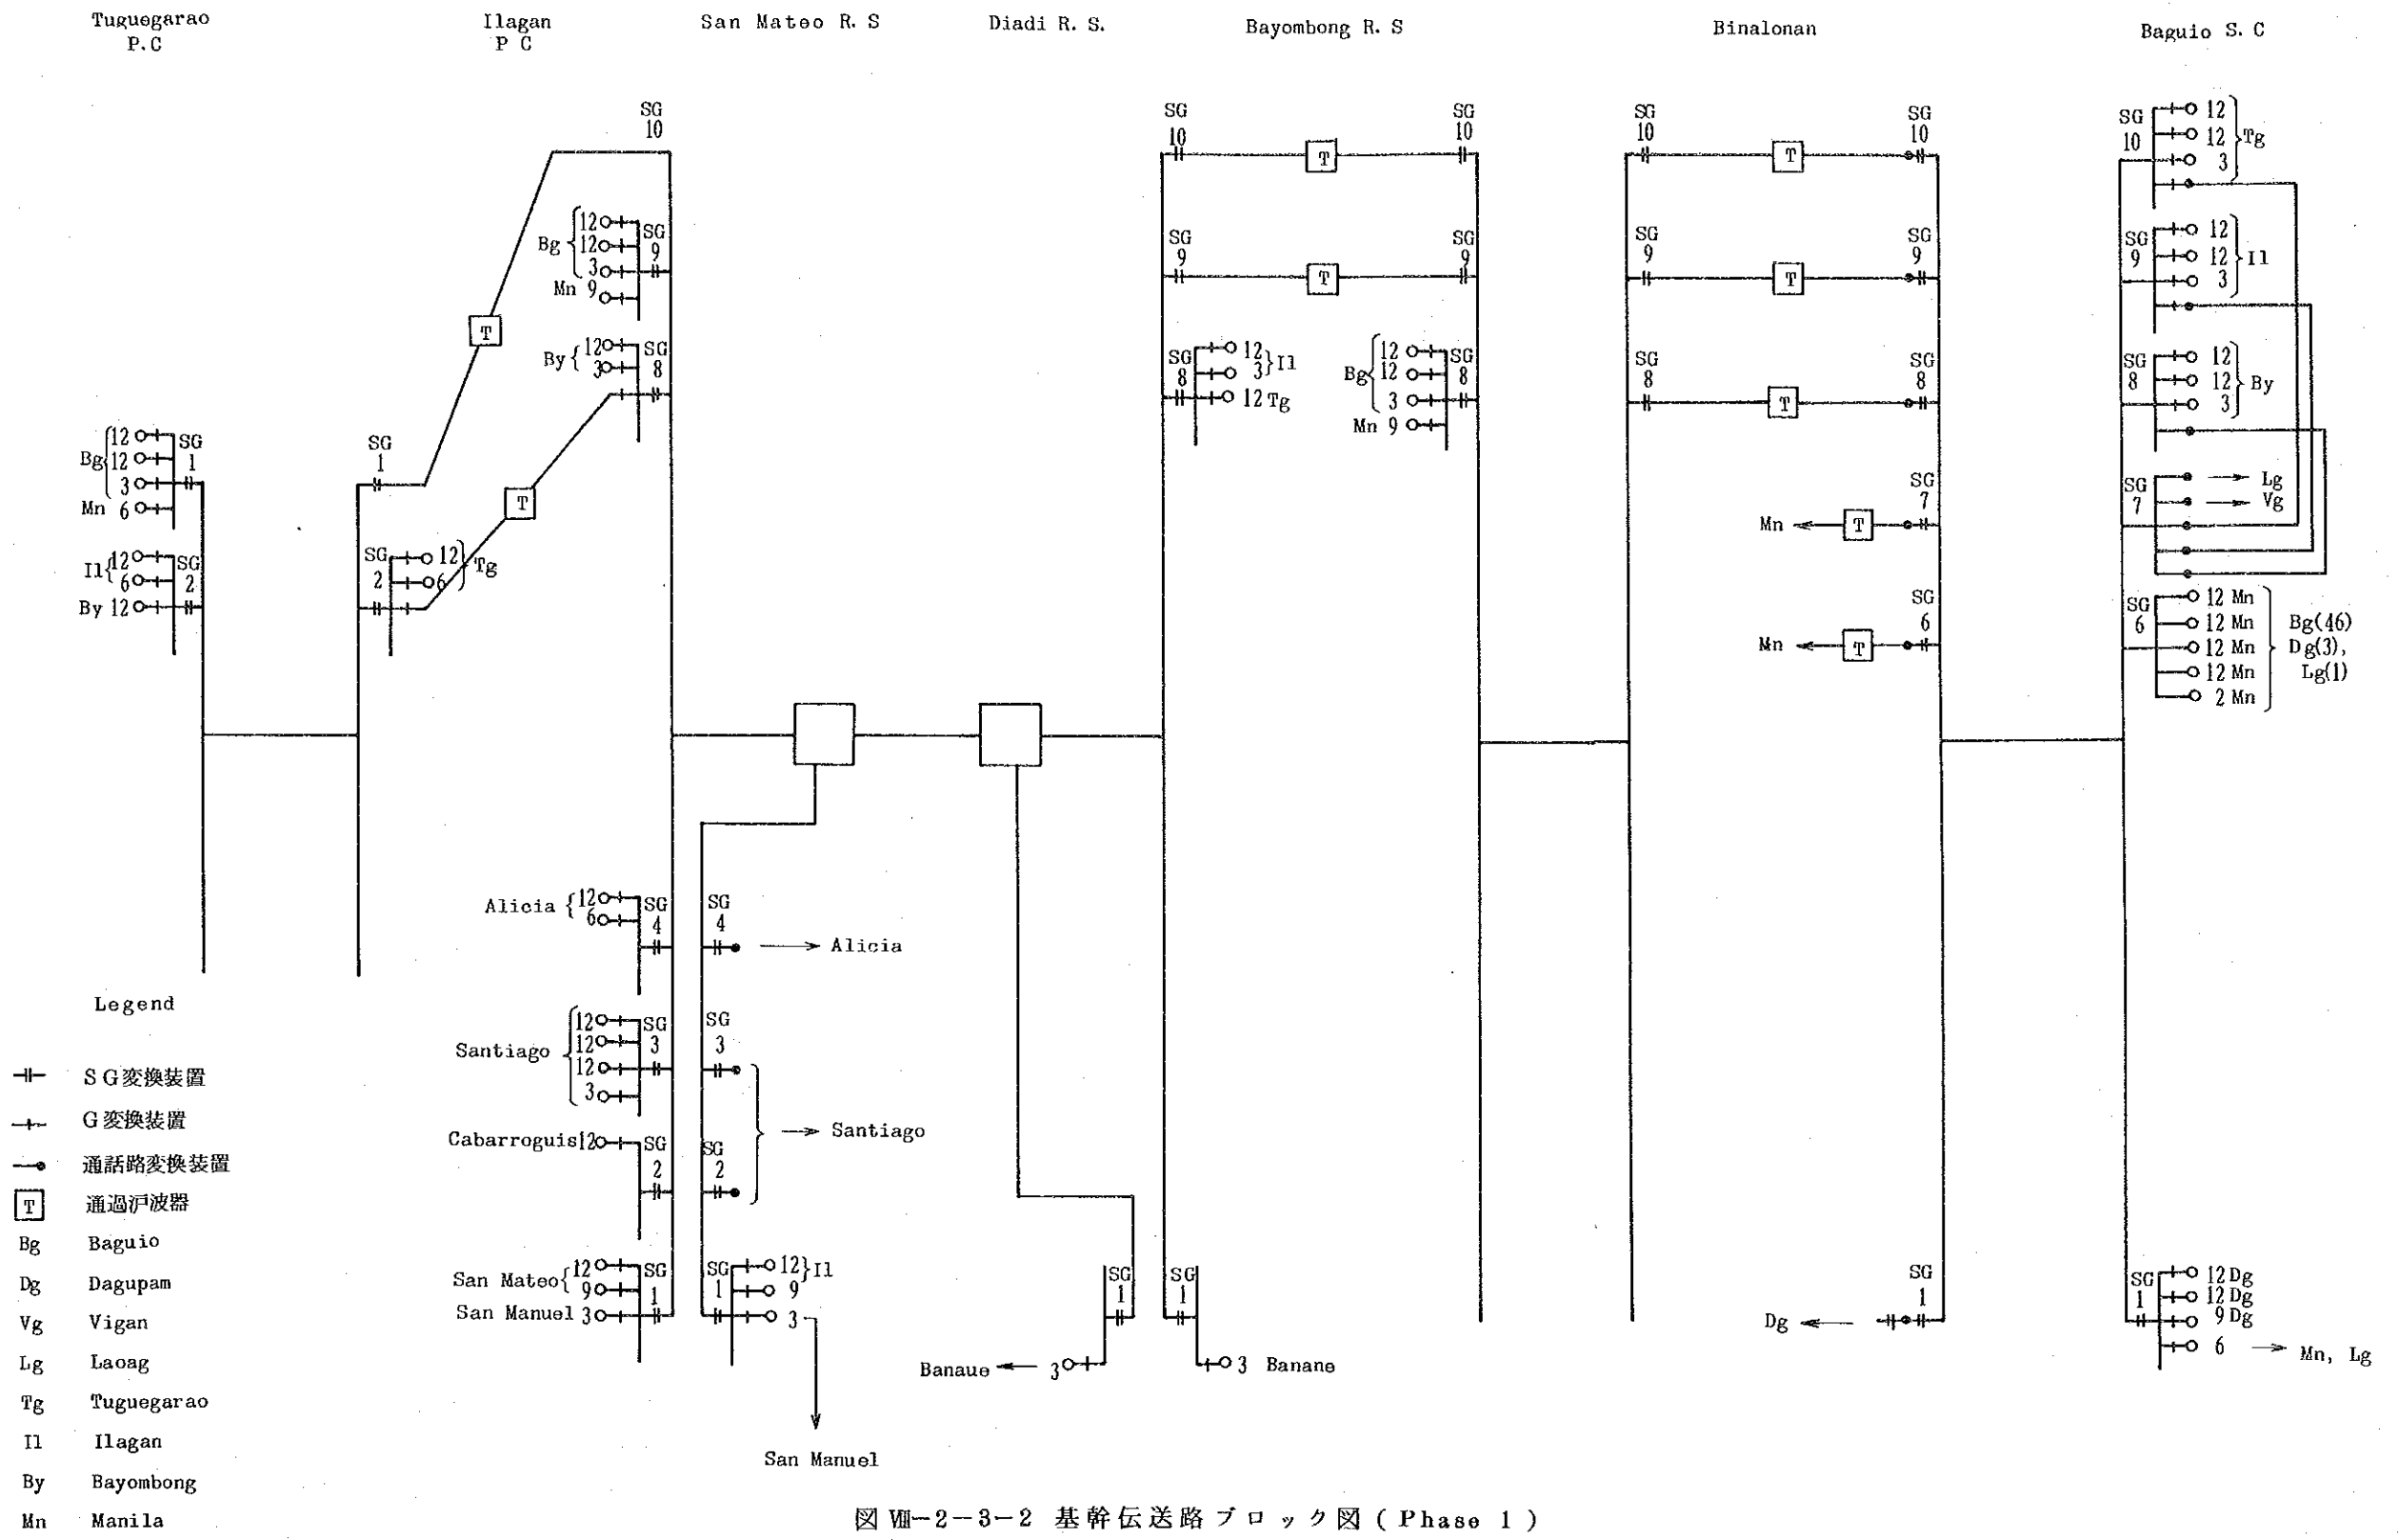 Tuguegarao
P.C
Ilagan
P C
San Mateo R. S
Diadi R. S.
Bayombong R. S
Binalonan
Baguio S. C
Bg
12
12
3
Mn 6
SG
1
Il
12
6
By 12
SG
2
SG
1
SG
2
12
6
Tg
T
T
SG
10
Bg
12
12
3
Mn 9
SG
9
By
12
3
SG
8
Alicia
12
6
SG
4
Santiago
12
12
12
3
SG
3
Cabarroguis 12
SG
2
San Mateo
12
9
San Manuel 3
SG
1
SG
4
Alicia
SG
3
SG
2
Santiago
SG
1
12
9
Il
3
San Manuel
SG
1
Banaue
3
SG
10
T
SG
10
SG
9
T
SG
9
SG
8
12
3
Il
12 Tg
Bg
12
12
3
Mn 9
SG
8
SG
1
3 Banane
SG
10
T
SG
10
SG
9
T
SG
9
SG
8
T
SG
8
Mn
T
SG
7
Mn
T
SG
6
Dg
SG
1
SG
10
12
12
3
Tg
SG
9
12
12
3
Il
SG
8
12
12
3
By
SG
7
Lg
Vg
SG
6
12 Mn
12 Mn
12 Mn
12 Mn
2 Mn
Bg(46)
Dg(3),
Lg(1)
SG
1
12 Dg
12 Dg
9 Dg
6
Mn, Lg
Legend
SG変換装置
G変換装置
通話路変換装置
T 通過沪波器
Bg Baguio
Dg Dagupam
Vg Vigan
Lg Laoag
Tg Tuguegarao
Il Ilagan
By Bayombong
Mn Manila
図 Ⅷ-2-3-2 基幹伝送路ブロック図 ( Phase 1 )